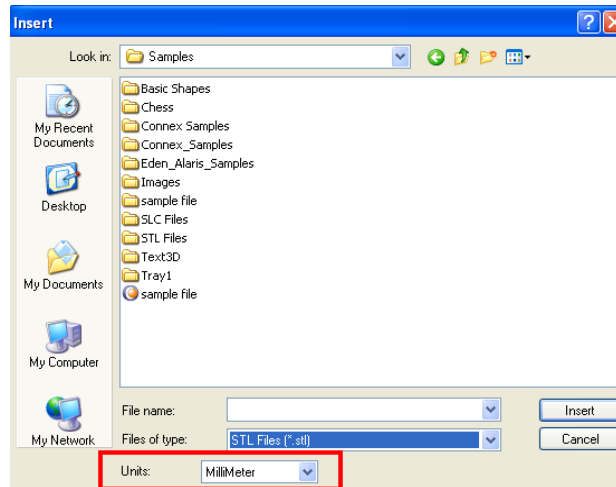 Insert
Look in:
Samples
My Recent
Documents
Desktop
My Documents
My Computer
My Network
Basic Shapes
Chess
Connex Samples
Connex_Samples
Eden_Alaris_Samples
Images
sample file
SLC Files
STL Files
Text3D
Tray1
sample file
File name:
Insert
Files of type:
STL Files (*.stl)
Cancel
Units:
MilliMeter